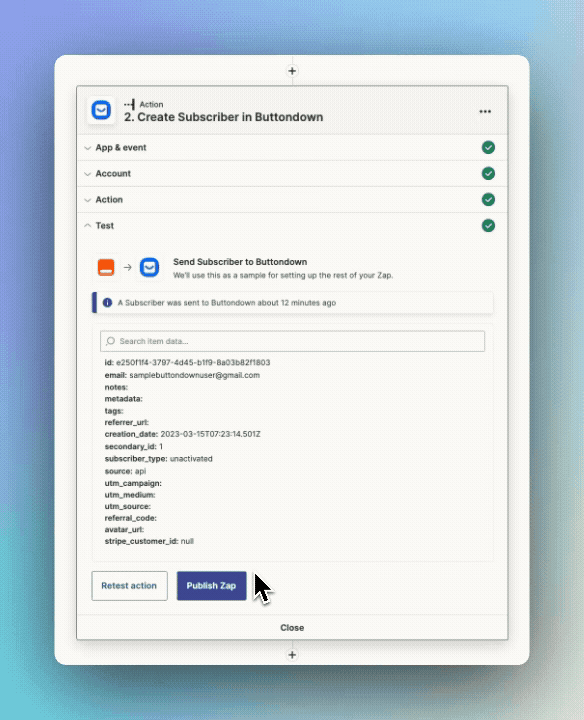 Action
2. Create Subscriber in Buttondown
App & event
Account
Action
Test
Send Subscriber to Buttondown
We'll use this as a sample for setting up the rest of your Zap.
A Subscriber was sent to Buttondown about 12 minutes ago
Search item data...
id: e250f1f4-3797-4d45-b1f9-8a03b82f1803
email: samplebuttondownuser@gmail.com
notes:
metadata:
tags:
referrer_url:
creation_date: 2023-03-15T07:23:14.501Z
secondary_id: 1
subscriber_type: unactivated
source: api
utm_campaign:
utm_medium:
utm_source:
referral_code:
avatar_url:
stripe_customer_id: null
Retest action
Publish Zap
Close